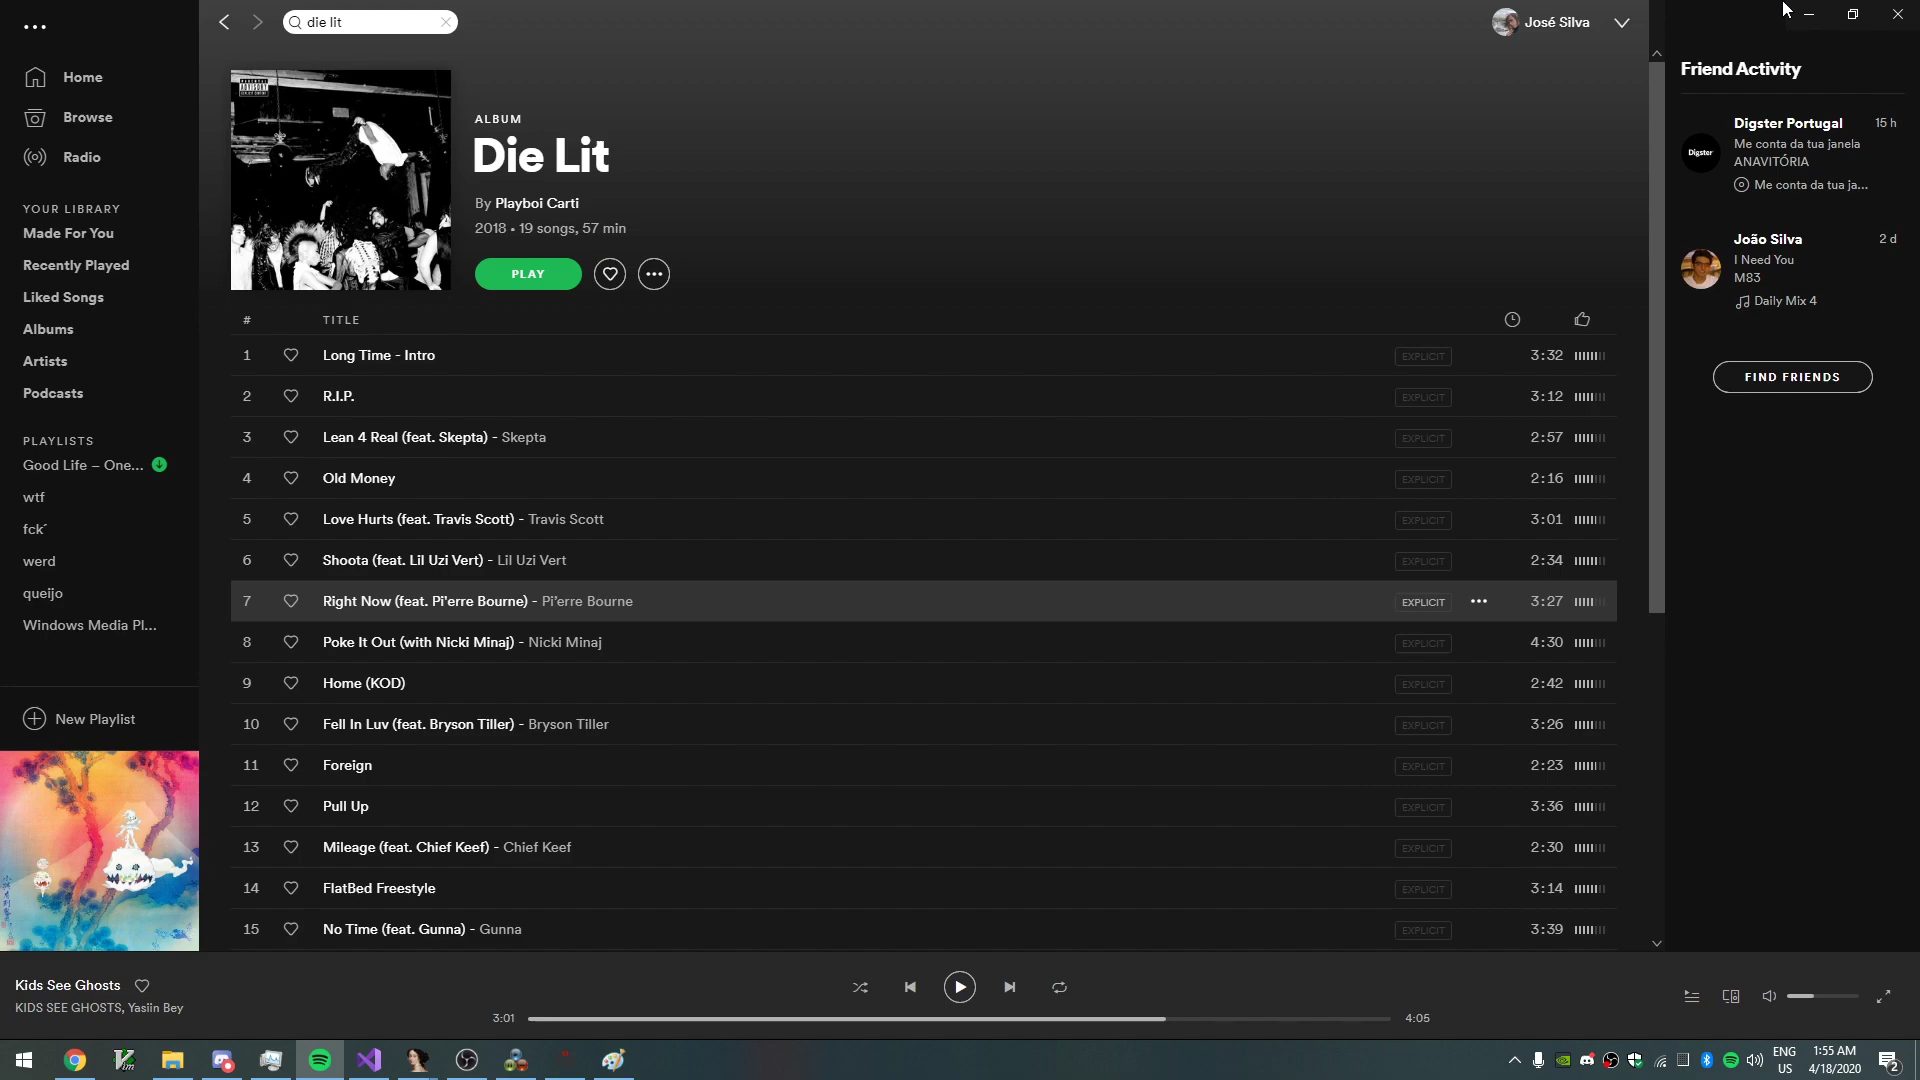 die lit
José Silva
Home
Browse
Radio
YOUR LIBRARY
Made For You
Recently Played
Liked Songs
Albums
Artists
Podcasts
PLAYLISTS
Good Life – One...
wtf
fck´
werd
queijo
Windows Media Pl...
New Playlist
ALBUM
Die Lit
By Playboi Carti
2018 • 19 songs, 57 min
PLAY
# TITLE
1 Long Time - Intro EXPLICIT 3:32
2 R.I.P. EXPLICIT 3:12
3 Lean 4 Real (feat. Skepta) - Skepta EXPLICIT 2:57
4 Old Money EXPLICIT 2:16
5 Love Hurts (feat. Travis Scott) - Travis Scott EXPLICIT 3:01
6 Shoota (feat. Lil Uzi Vert) - Lil Uzi Vert EXPLICIT 2:34
7 Right Now (feat. Pi'erre Bourne) - Pi'erre Bourne EXPLICIT 3:27
8 Poke It Out (with Nicki Minaj) - Nicki Minaj EXPLICIT 4:30
9 Home (KOD) EXPLICIT 2:42
10 Fell In Luv (feat. Bryson Tiller) - Bryson Tiller EXPLICIT 3:26
11 Foreign EXPLICIT 2:23
12 Pull Up EXPLICIT 3:36
13 Mileage (feat. Chief Keef) - Chief Keef EXPLICIT 2:30
14 FlatBed Freestyle EXPLICIT 3:14
15 No Time (feat. Gunna) - Gunna EXPLICIT 3:39
Friend Activity
Digster
Digster Portugal 15 h
Me conta da tua janela
ANAVITÓRIA
Me conta da tua ja...
João Silva 2 d
I Need You
M83
Daily Mix 4
FIND FRIENDS
Kids See Ghosts
KIDS SEE GHOSTS, Yasiin Bey
3:01 4:05
ENG
US
1:55 AM
4/18/2020
2